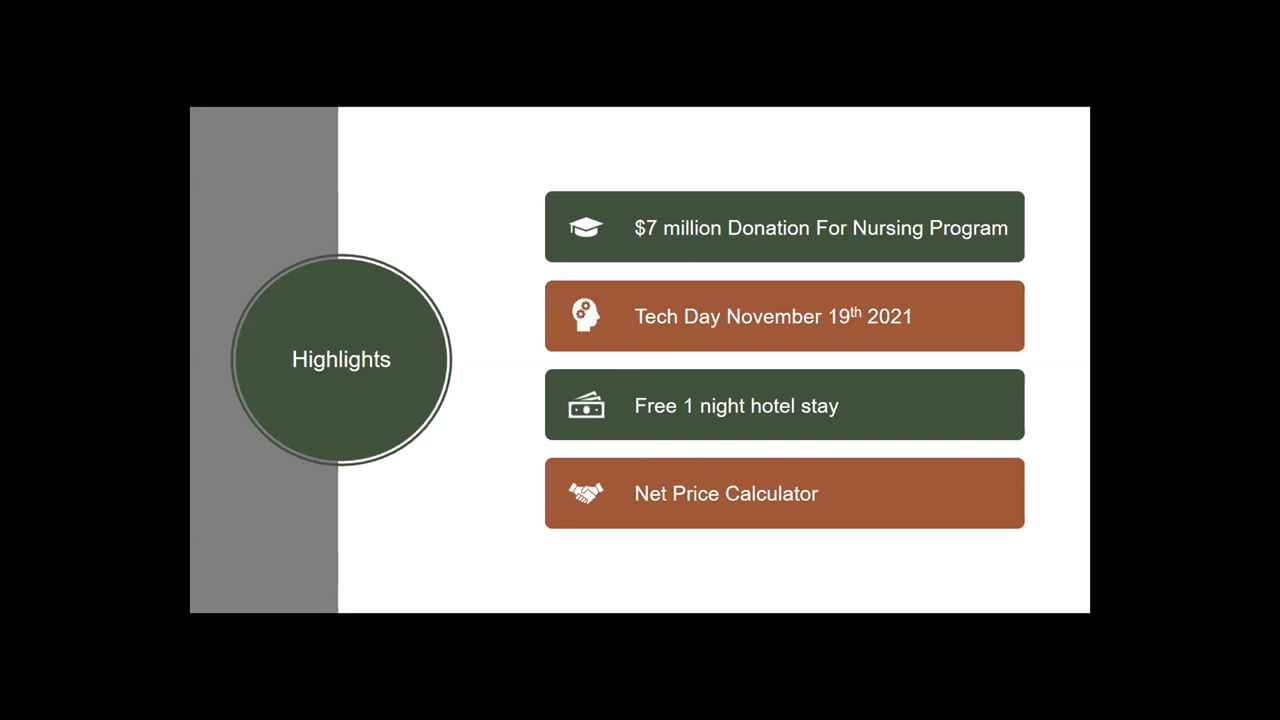 Highlights
$7 million Donation For Nursing Program
Tech Day November 19th 2021
Free 1 night hotel stay
Net Price Calculator